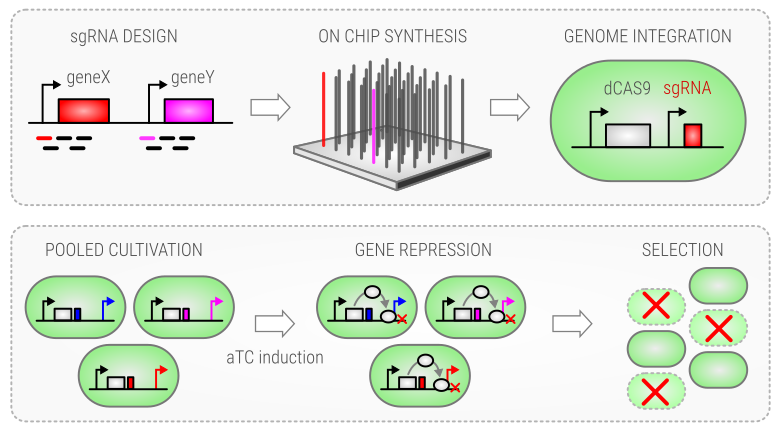 sgRNA DESIGN
ON CHIP SYNTHESIS
GENOME INTEGRATION
geneX
geneY
dCAS9
sgRNA
POOLED CULTIVATION
GENE REPRESSION
SELECTION
aTC induction